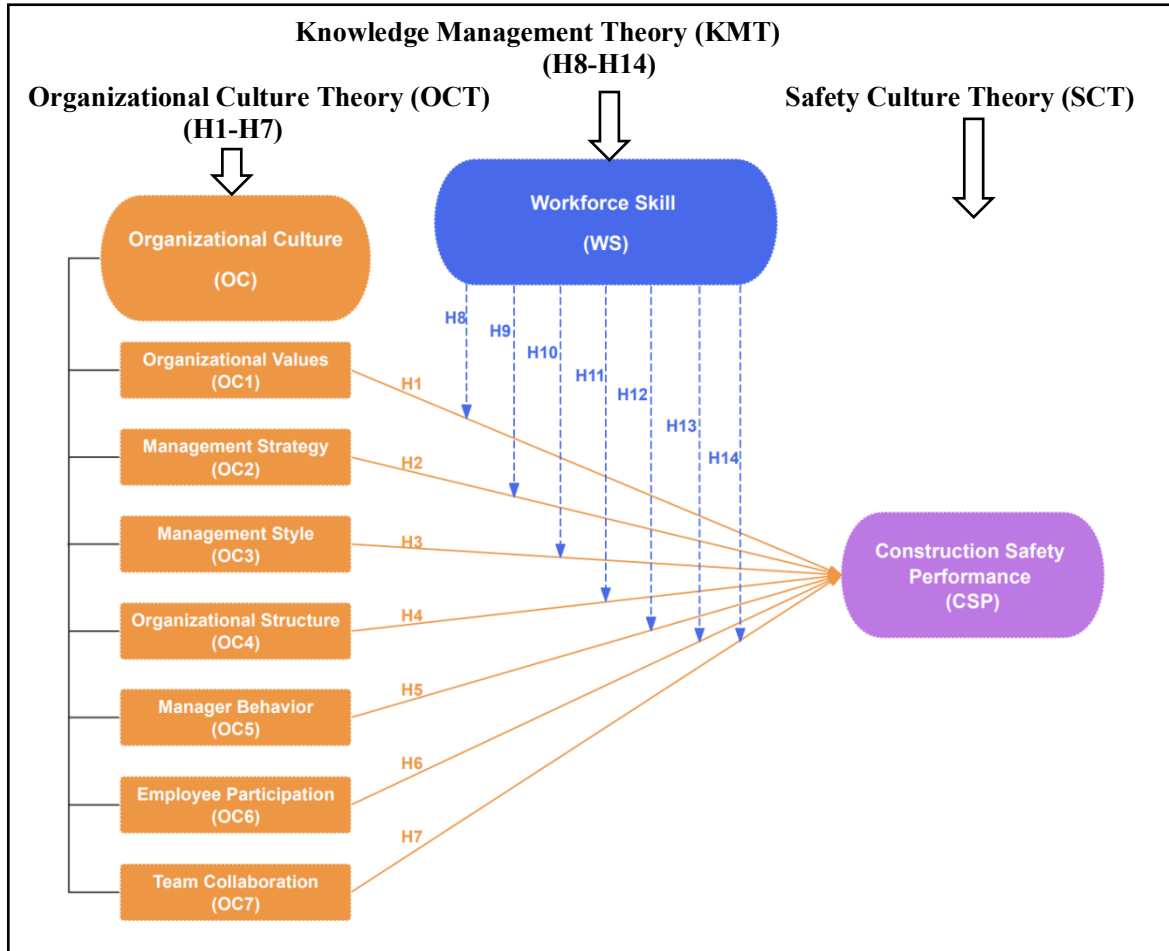 Knowledge Management Theory (KMT)
(H8-H14)
Organizational Culture Theory (OCT)
(H1-H7)
Safety Culture Theory (SCT)
Workforce Skill
(WS)
Organizational Culture
(OC)
H8
H9
H10
H11
H12
H13
H14
Organizational Values
(OC1)
H1
Management Strategy
(OC2)
H2
Management Style
(OC3)
H3
Organizational Structure
(OC4)
H4
Manager Behavior
(OC5)
H5
Employee Participation
(OC6)
H6
Team Collaboration
(OC7)
H7
Construction Safety
Performance
(CSP)